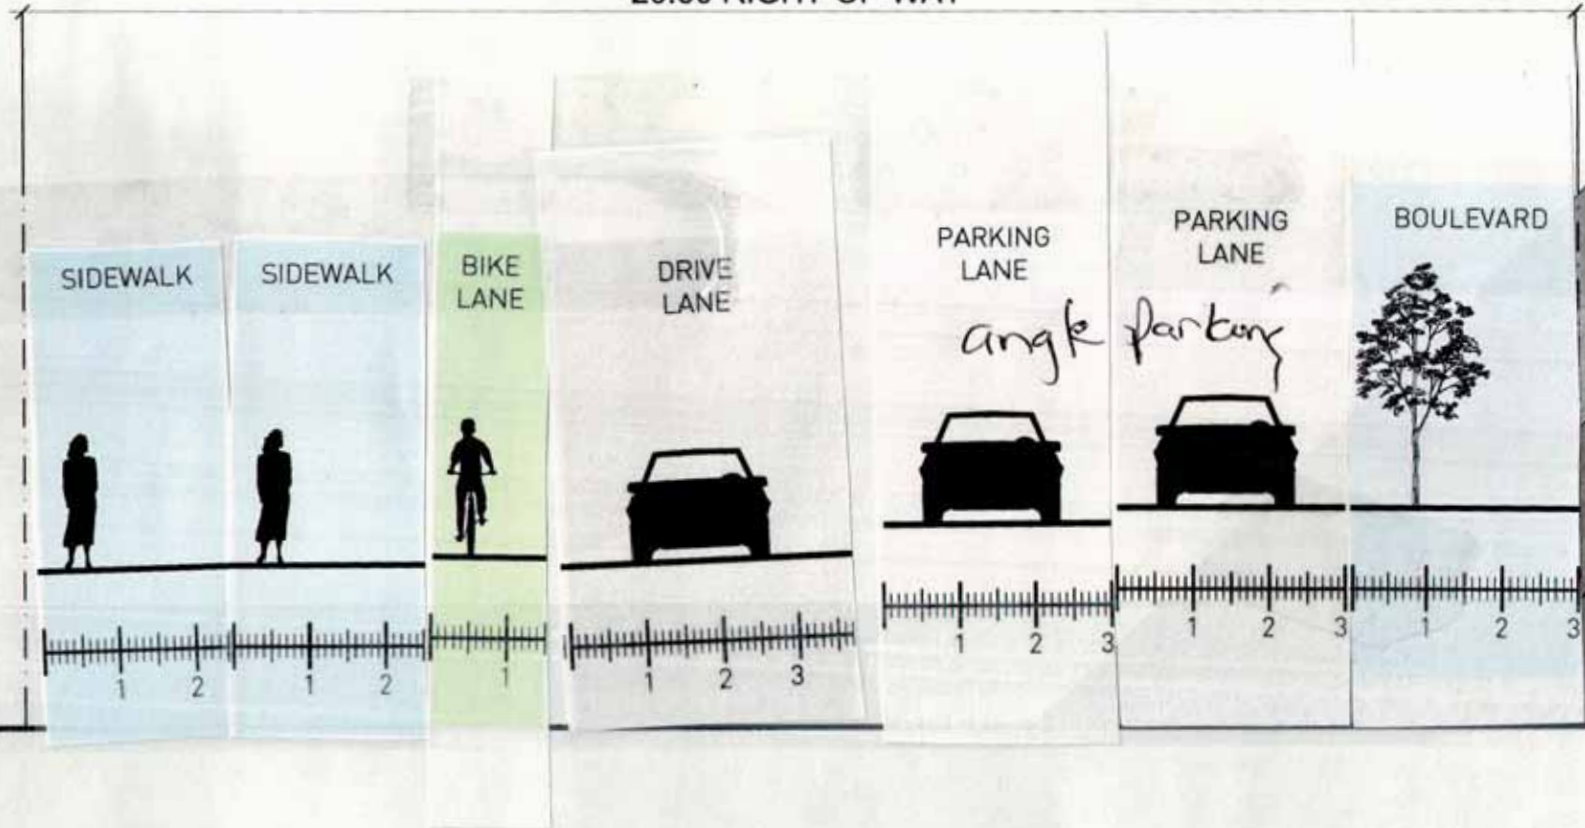 SIDEWALK
SIDEWALK
BIKE
LANE
DRIVE
LANE
PARKING
LANE
PARKING
LANE
BOULEVARD
angle parking
1 2
1 2
1
1 2 3
1 2 3
1 2 3
1 2 3